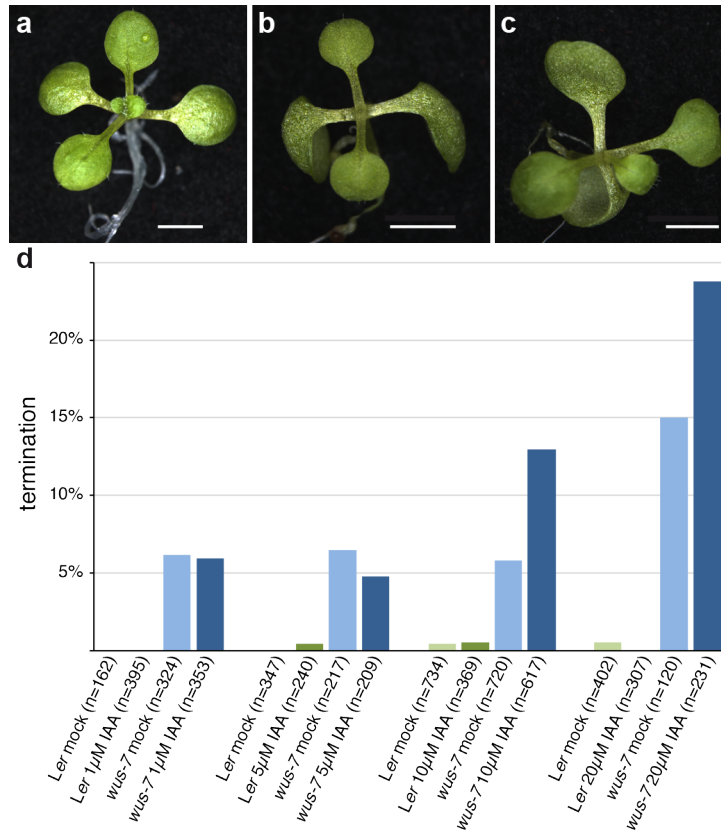 a
b
c
d
termination
20%
15%
10%
5%
Ler mock (n=162)
Ler 1µM IAA (n=395)
wus-7 mock (n=324)
wus-7 1µM IAA (n=353)
Ler mock (n=347)
Ler 5µM IAA (n=240)
wus-7 mock (n=217)
wus-7 5µM IAA (n=209)
Ler mock (n=734)
Ler 10µM IAA (n=369)
wus-7 mock (n=720)
wus-7 10µM IAA (n=617)
Ler mock (n=402)
Ler 20µM IAA (n=307)
wus-7 mock (n=120)
wus-7 20µM IAA (n=231)